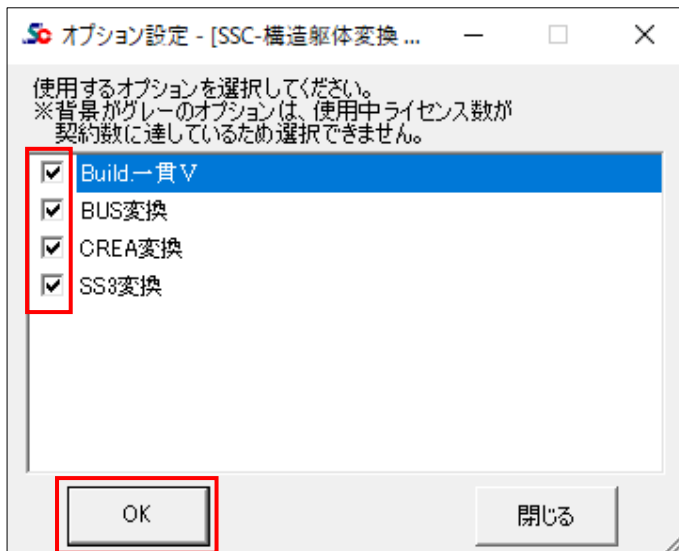 Sc オプション設定 - [SSC-構造躯体変換 ...
使用するオプションを選択してください。
※背景がグレーのオプションは、使用中ライセンス数が
契約数に達しているため選択できません。
Build.一貫Ⅴ
BUS変換
CREA変換
SS3変換
OK
閉じる